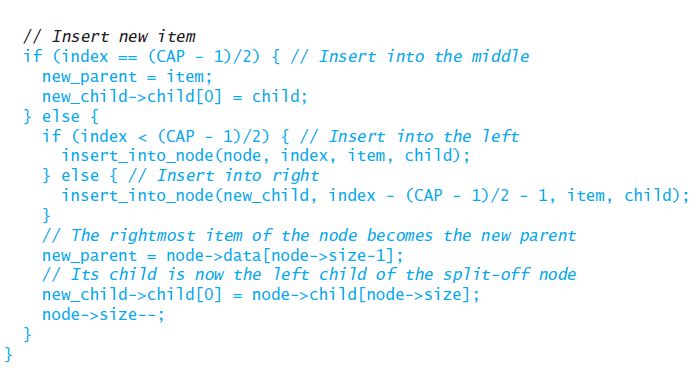 // Insert new item
if (index == (CAP - 1)/2) { // Insert into the middle
new_parent = item;
new_child->child[0] = child;
} else {
if (index < (CAP - 1)/2) { // Insert into the left
insert_into_node(node, index, item, child);
} else { // Insert into right
insert_into_node(new_child, index - (CAP - 1)/2 - 1, item, child);
}
// The rightmost item of the node becomes the new parent
new_parent = node->data[node->size-1];
// Its child is now the left child of the split-off node
new_child->child[0] = node->child[node->size];
node->size--;
}
}